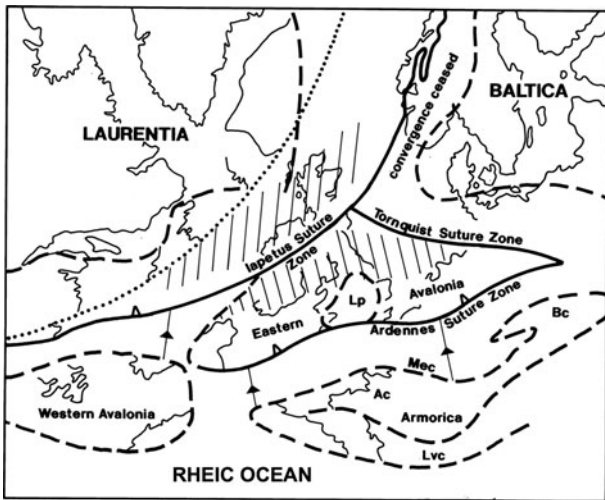 BALTICA
LAURENTIA
convergence ceased
Iapetus Suture
Zone
Tornquist Suture Zone
Lp
Avalonia
Eastern
Ardennes Suture Zone
Bc
Mec
Ac
Western Avalonia
Armorica
Lvc
RHEIC OCEAN